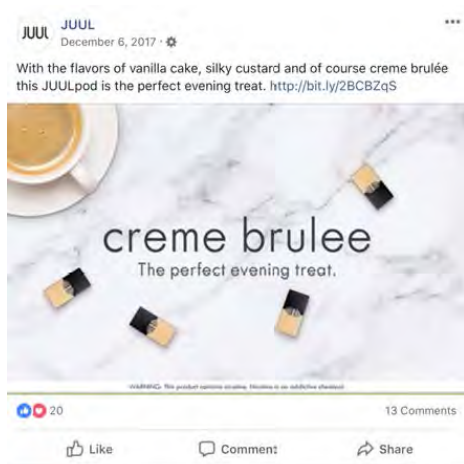 JUUL
JUUL
December 6, 2017 ·
With the flavors of vanilla cake, silky custard and of course creme brulée
this JUULpod is the perfect evening treat. http://bit.ly/2BCBZqS
creme brulee
The perfect evening treat.
WARNING: This product contains nicotine. Nicotine is an addictive chemical.
20
13 Comments
Like
Comment
Share